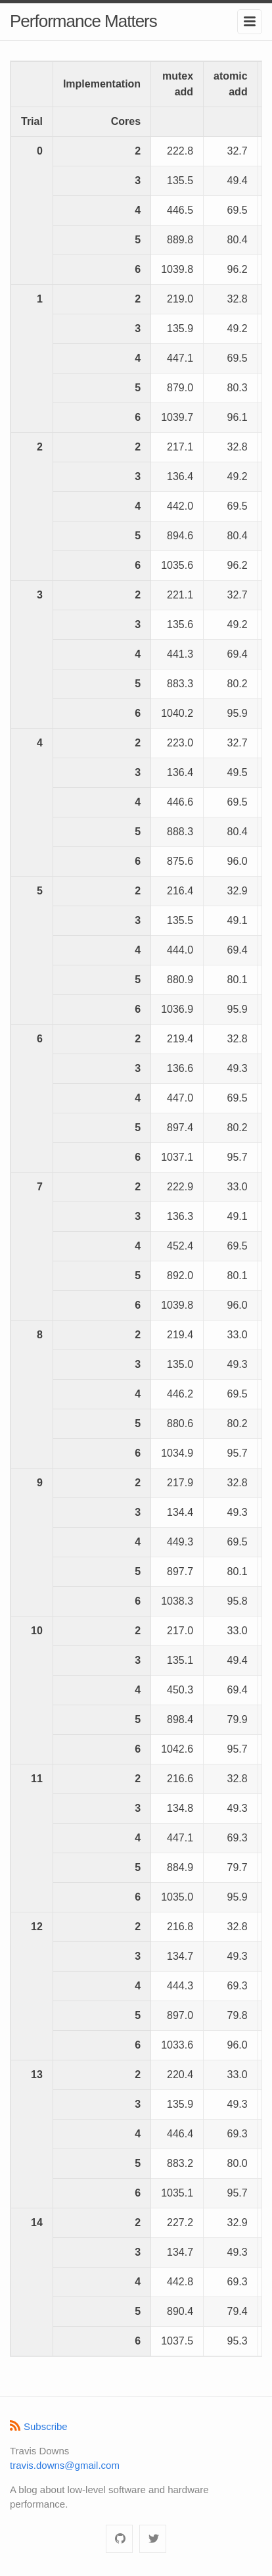 Performance Matters
Implementation mutex add atomic add
Trial Cores
0 2 222.8 32.7
3 135.5 49.4
4 446.5 69.5
5 889.8 80.4
6 1039.8 96.2
1 2 219.0 32.8
3 135.9 49.2
4 447.1 69.5
5 879.0 80.3
6 1039.7 96.1
2 2 217.1 32.8
3 136.4 49.2
4 442.0 69.5
5 894.6 80.4
6 1035.6 96.2
3 2 221.1 32.7
3 135.6 49.2
4 441.3 69.4
5 883.3 80.2
6 1040.2 95.9
4 2 223.0 32.7
3 136.4 49.5
4 446.6 69.5
5 888.3 80.4
6 875.6 96.0
5 2 216.4 32.9
3 135.5 49.1
4 444.0 69.4
5 880.9 80.1
6 1036.9 95.9
6 2 219.4 32.8
3 136.6 49.3
4 447.0 69.5
5 897.4 80.2
6 1037.1 95.7
7 2 222.9 33.0
3 136.3 49.1
4 452.4 69.5
5 892.0 80.1
6 1039.8 96.0
8 2 219.4 33.0
3 135.0 49.3
4 446.2 69.5
5 880.6 80.2
6 1034.9 95.7
9 2 217.9 32.8
3 134.4 49.3
4 449.3 69.5
5 897.7 80.1
6 1038.3 95.8
10 2 217.0 33.0
3 135.1 49.4
4 450.3 69.4
5 898.4 79.9
6 1042.6 95.7
11 2 216.6 32.8
3 134.8 49.3
4 447.1 69.3
5 884.9 79.7
6 1035.0 95.9
12 2 216.8 32.8
3 134.7 49.3
4 444.3 69.3
5 897.0 79.8
6 1033.6 96.0
13 2 220.4 33.0
3 135.9 49.3
4 446.4 69.3
5 883.2 80.0
6 1035.1 95.7
14 2 227.2 32.9
3 134.7 49.3
4 442.8 69.3
5 890.4 79.4
6 1037.5 95.3
Subscribe
Travis Downs
travis.downs@gmail.com
A blog about low-level software and hardware
performance.